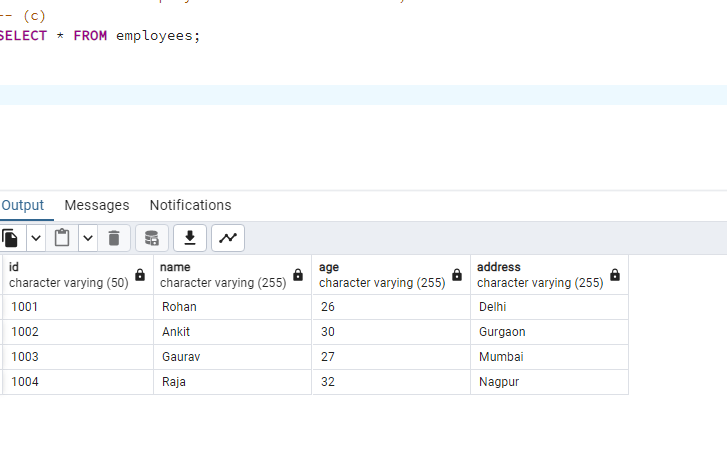 -- (c)
SELECT * FROM employees;
Output Messages Notifications
id name age address
character varying (50) character varying (255) character varying (255) character varying (255)
1001 Rohan 26 Delhi
1002 Ankit 30 Gurgaon
1003 Gaurav 27 Mumbai
1004 Raja 32 Nagpur